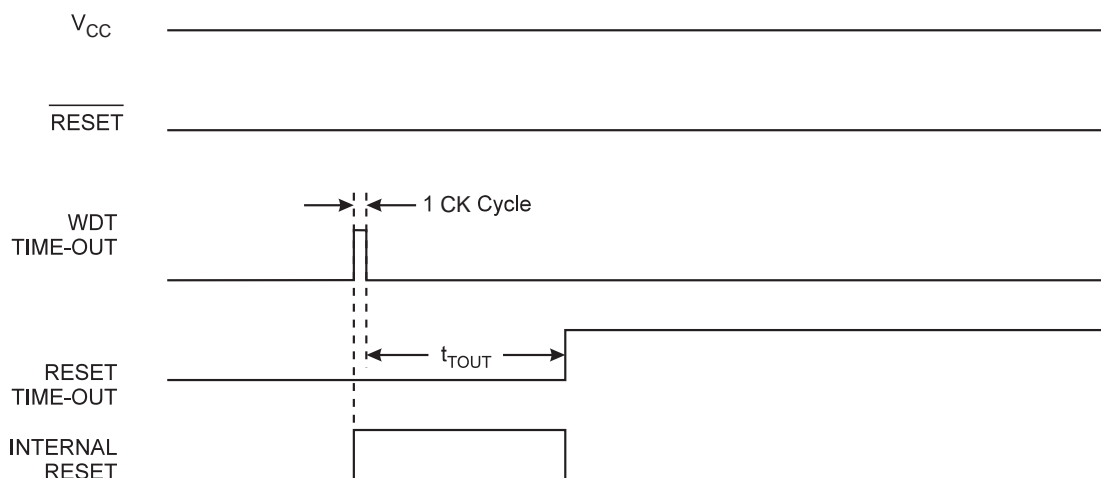 VCC
RESET
1 CK Cycle
WDT
TIME-OUT
tTOUT
RESET
TIME-OUT
INTERNAL
RESET